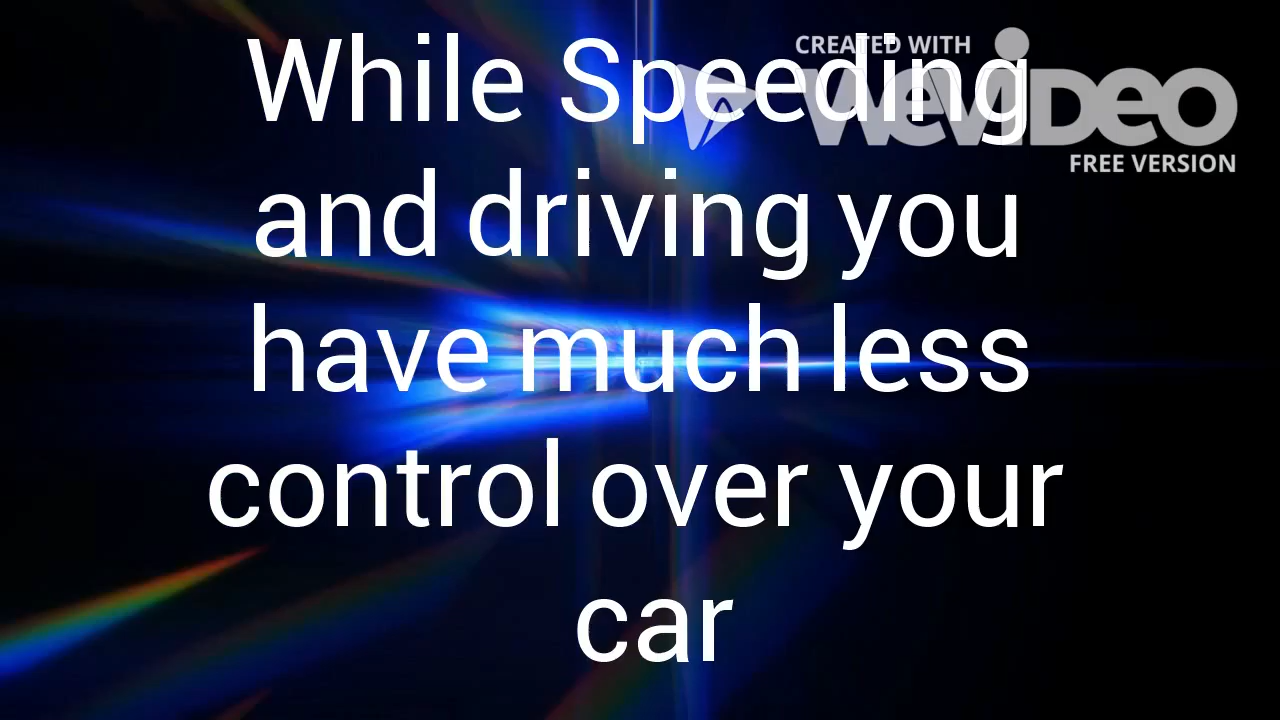 While Speeding
and driving you
have much less
control over your
car
CREATED WITH
WeVIDEO
FREE VERSION